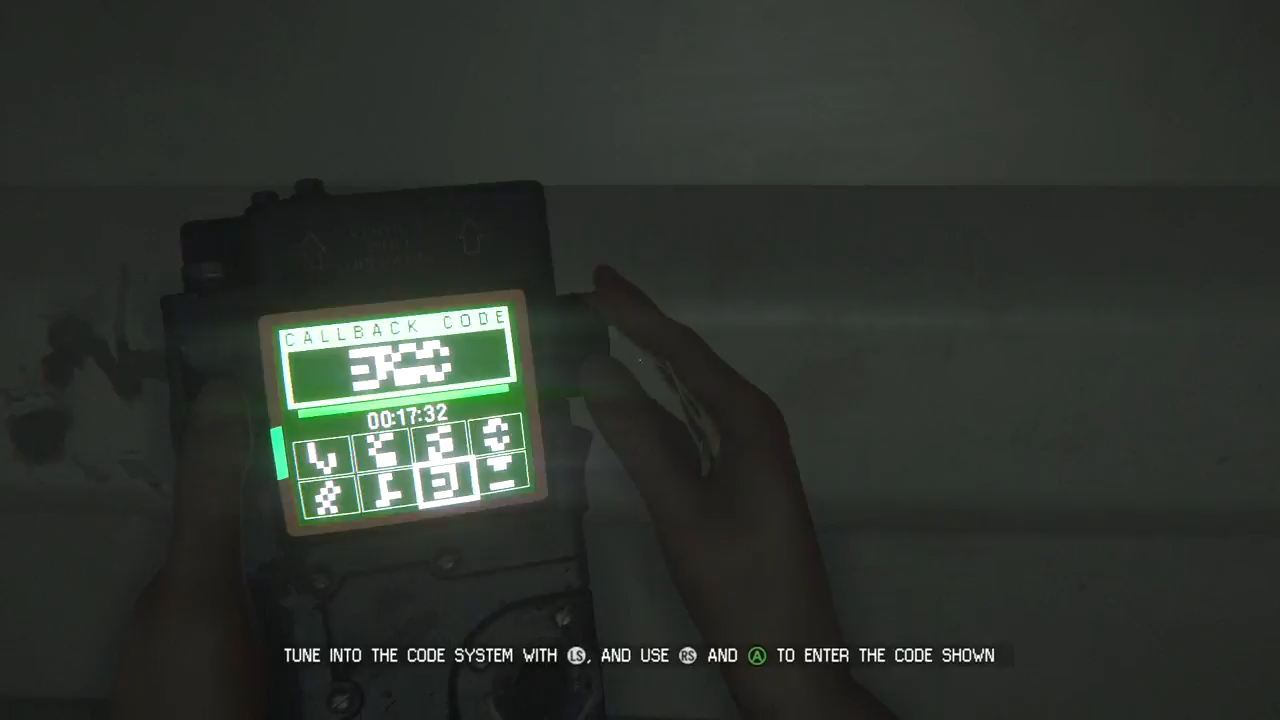 CALLBACK CODE
00:17:32
TUNE INTO THE CODE SYSTEM WITH LS, AND USE RS AND A TO ENTER THE CODE SHOWN